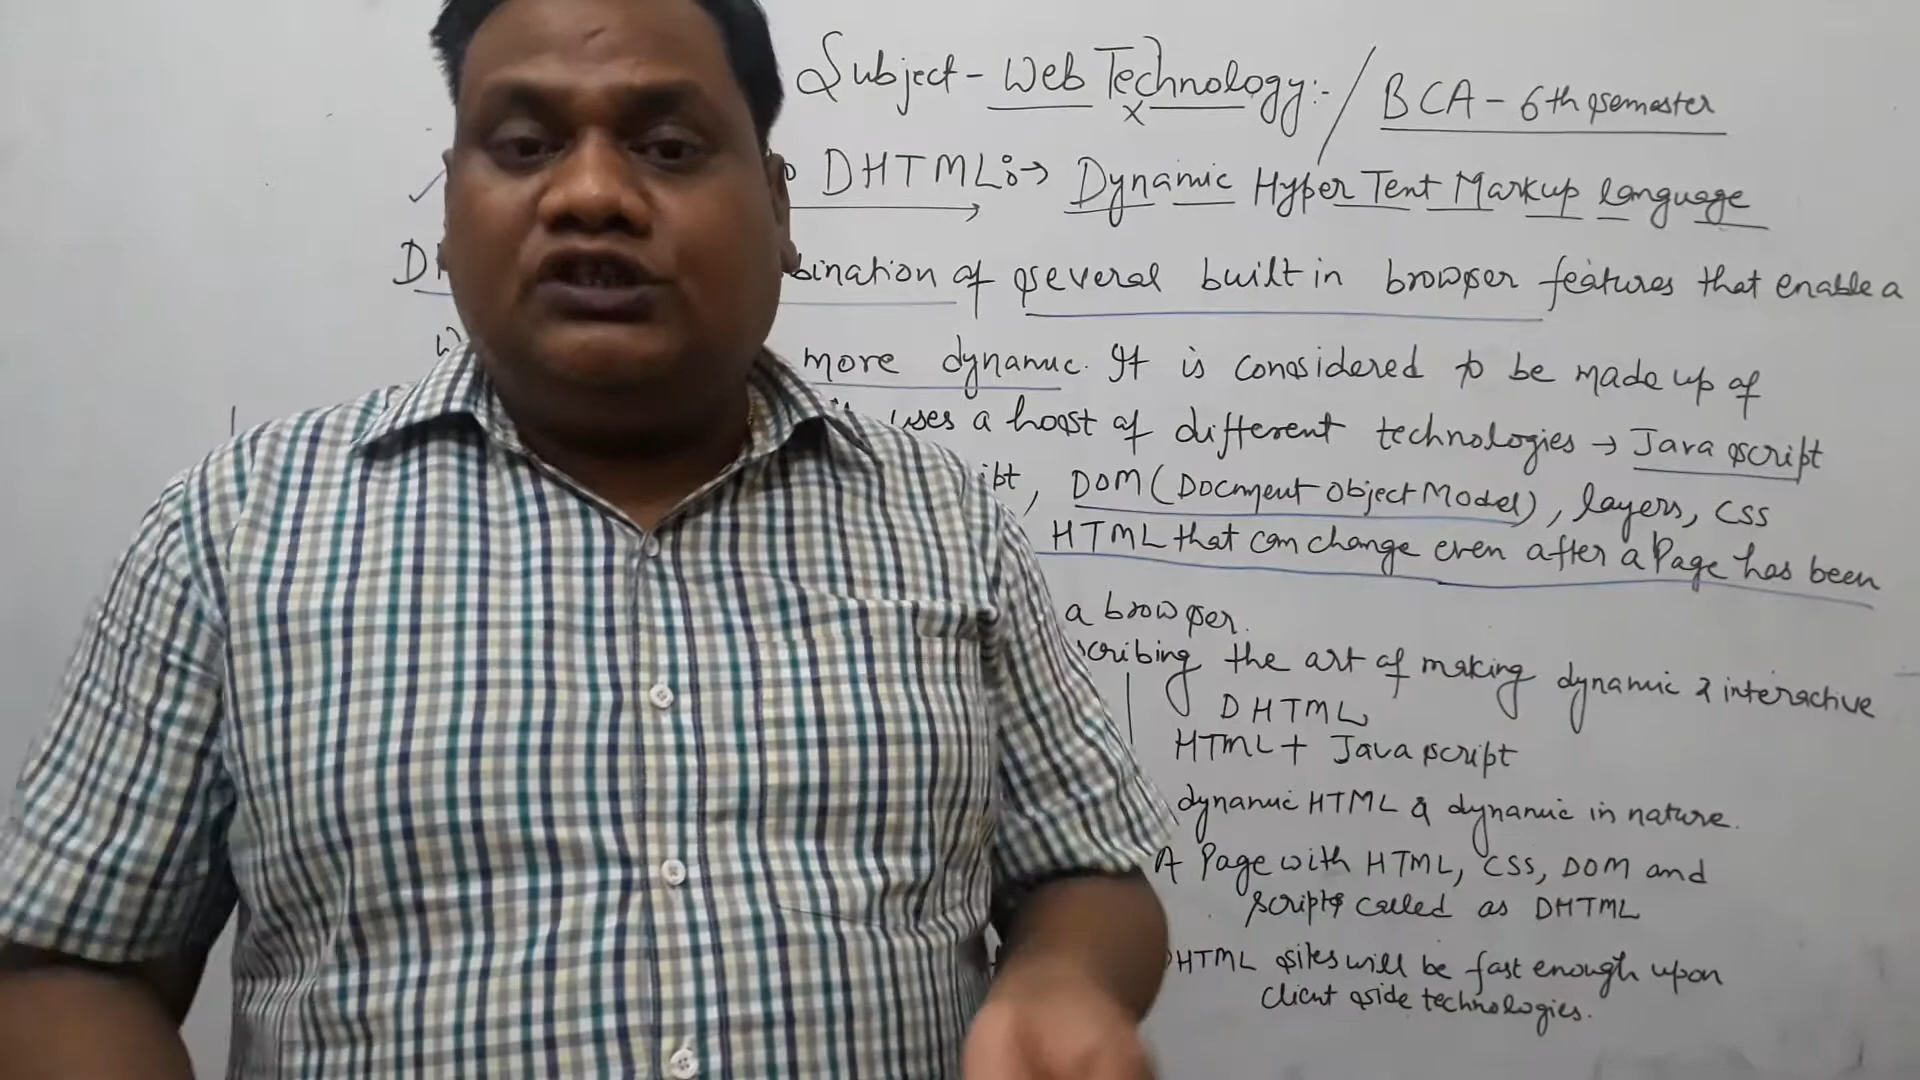 Subject - Web Technology :- / BCA - 6th semester
DHTML :→ Dynamic Hyper Text Markup language
bination of several built in browser features that enable a
more dynamic. It is considered to be made up of
uses a host of different technologies → Java script
ipt, DOM (Document Object Model), layers, CSS
HTML that can change even after a Page has been
a browser.
scribing the art of making dynamic & interactive
DHTML
HTML + Java script
dynamic HTML & dynamic in nature.
A Page with HTML, CSS, DOM and
scripts called as DHTML
DHTML sites will be fast enough upon
Client side technologies.